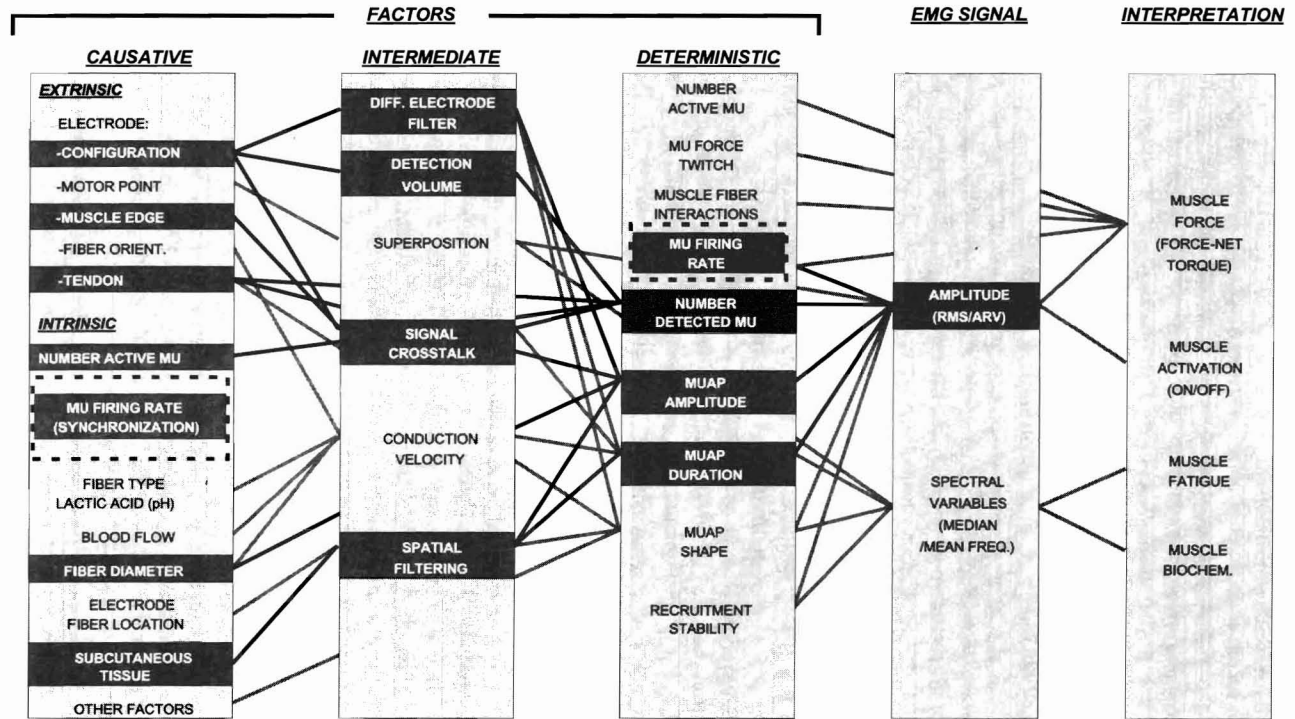 FACTORS
EMG SIGNAL
INTERPRETATION
CAUSATIVE
INTERMEDIATE
DETERMINISTIC
EXTRINSIC
ELECTRODE:
-CONFIGURATION
-MOTOR POINT
-MUSCLE EDGE
-FIBER ORIENT.
-TENDON
INTRINSIC
NUMBER ACTIVE MU
MU FIRING RATE
(SYNCHRONIZATION)
FIBER TYPE
LACTIC ACID (pH)
BLOOD FLOW
FIBER DIAMETER
ELECTRODE
FIBER LOCATION
SUBCUTANEOUS
TISSUE
OTHER FACTORS
DIFF. ELECTRODE
FILTER
DETECTION
VOLUME
SUPERPOSITION
SIGNAL
CROSSTALK
CONDUCTION
VELOCITY
SPATIAL
FILTERING
NUMBER
ACTIVE MU
MU FORCE
TWITCH
MUSCLE FIBER
INTERACTIONS
MU FIRING
RATE
NUMBER
DETECTED MU
MUAP
AMPLITUDE
MUAP
DURATION
MUAP
SHAPE
RECRUITMENT
STABILITY
AMPLITUDE
(RMS/ARV)
SPECTRAL
VARIABLES
(MEDIAN
/MEAN FREQ.)
MUSCLE
FORCE
(FORCE-NET
TORQUE)
MUSCLE
ACTIVATION
(ON/OFF)
MUSCLE
FATIGUE
MUSCLE
BIOCHEM.